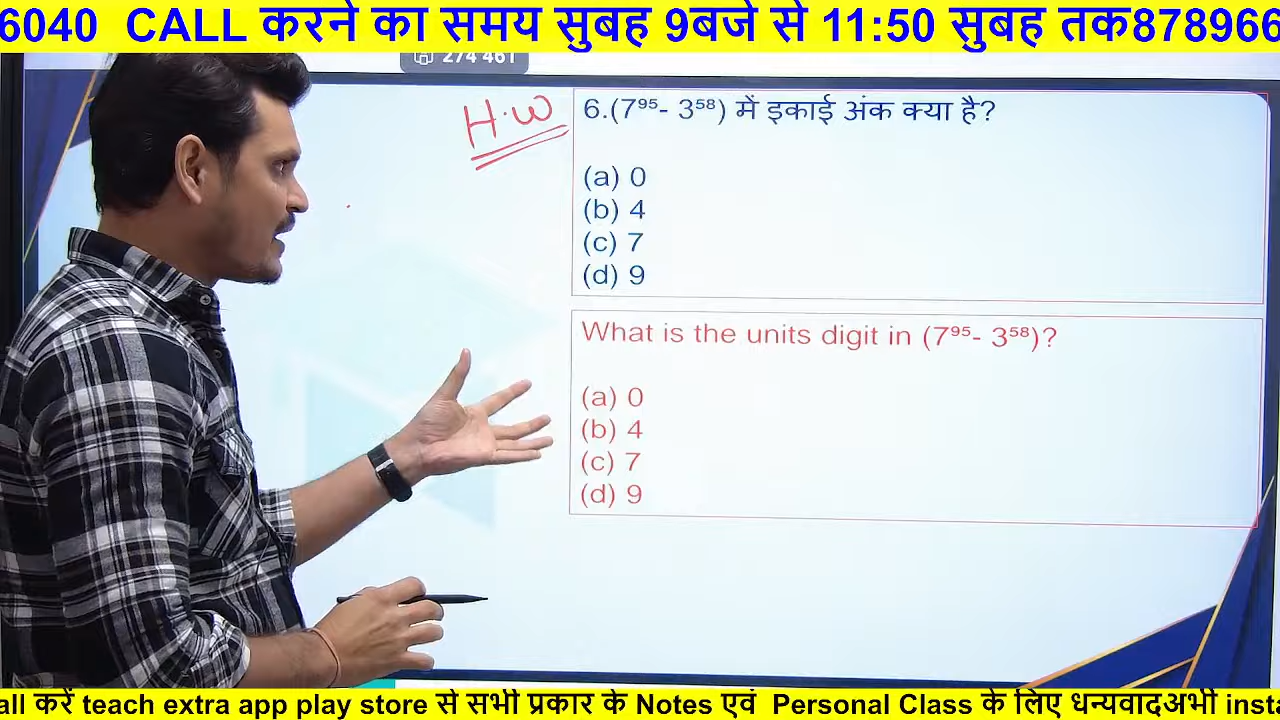 6040 CALL करने का समय सुबह 9बजे से 11:50 सुबह तक878966
274 461
H.W
6.(7⁹⁵- 3⁵⁸) में इकाई अंक क्या है?
(a) 0
(b) 4
(c) 7
(d) 9
What is the units digit in (7⁹⁵- 3⁵⁸)?
(a) 0
(b) 4
(c) 7
(d) 9
all करें teach extra app play store से सभी प्रकार के Notes एवं Personal Class के लिए धन्यवादअभी insta